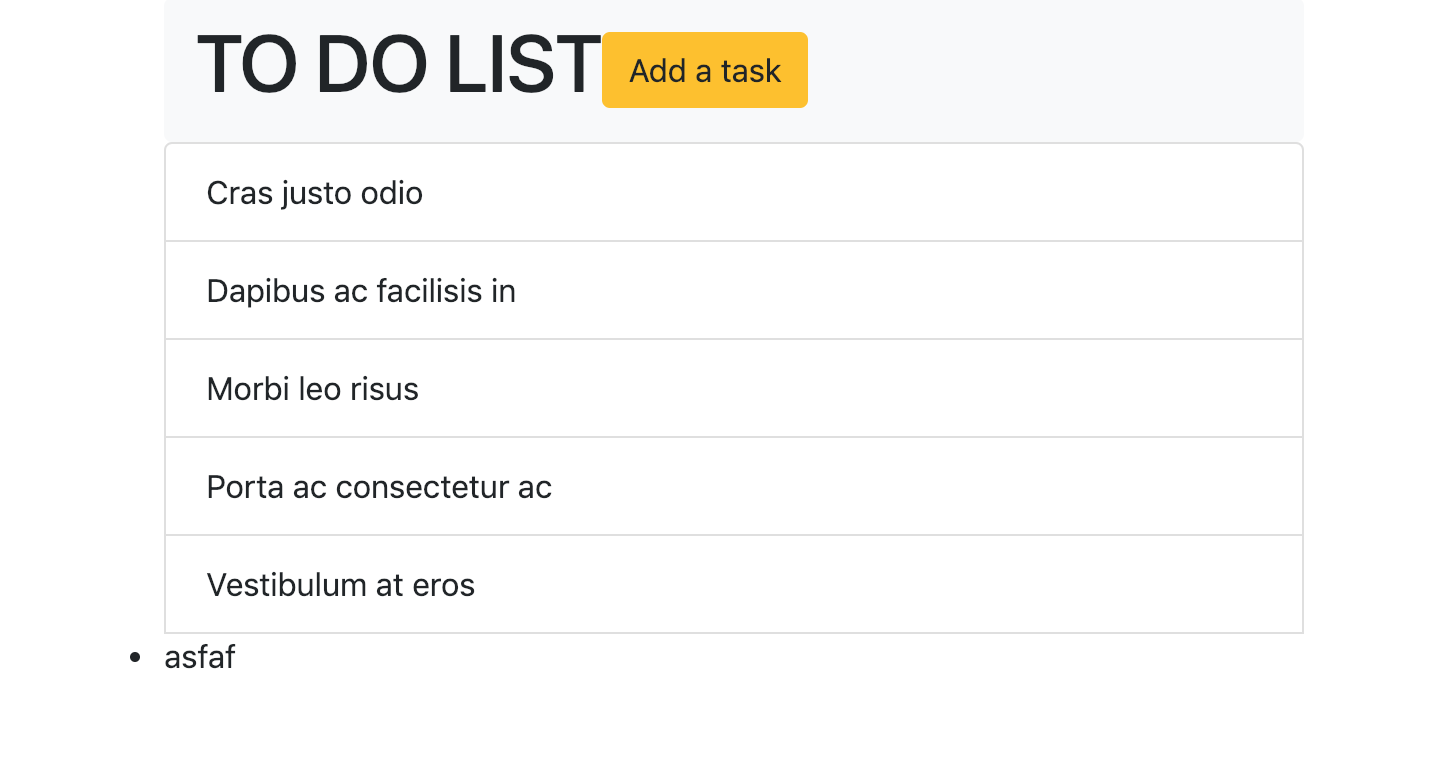 TO DO LIST Add a task
Cras justo odio
Dapibus ac facilisis in
Morbi leo risus
Porta ac consectetur ac
Vestibulum at eros
• asfaf